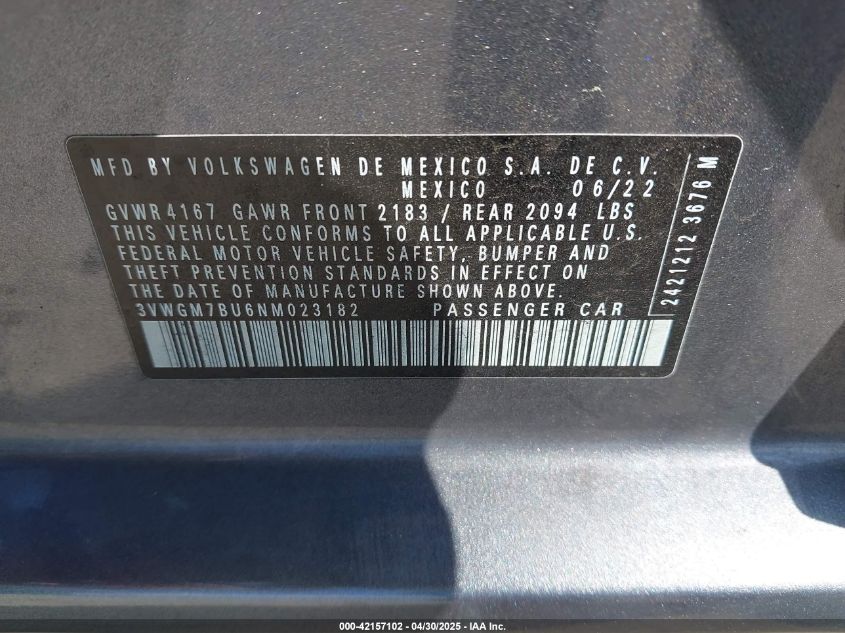 MFD BY VOLKSWAGEN DE MEXICO S.A. DE C.V.
MEXICO 06/22
GVWR 4167 GAWR FRONT 2183 / REAR 2094 LBS
THIS VEHICLE CONFORMS TO ALL APPLICABLE U.S.
FEDERAL MOTOR VEHICLE SAFETY, BUMPER AND
THEFT PREVENTION STANDARDS IN EFFECT ON
THE DATE OF MANUFACTURE SHOWN ABOVE.
3VWGM7BU6NM023182 PASSENGER CAR
2421212 3676 M
000-42157102 - 04/30/2025 - IAA Inc.